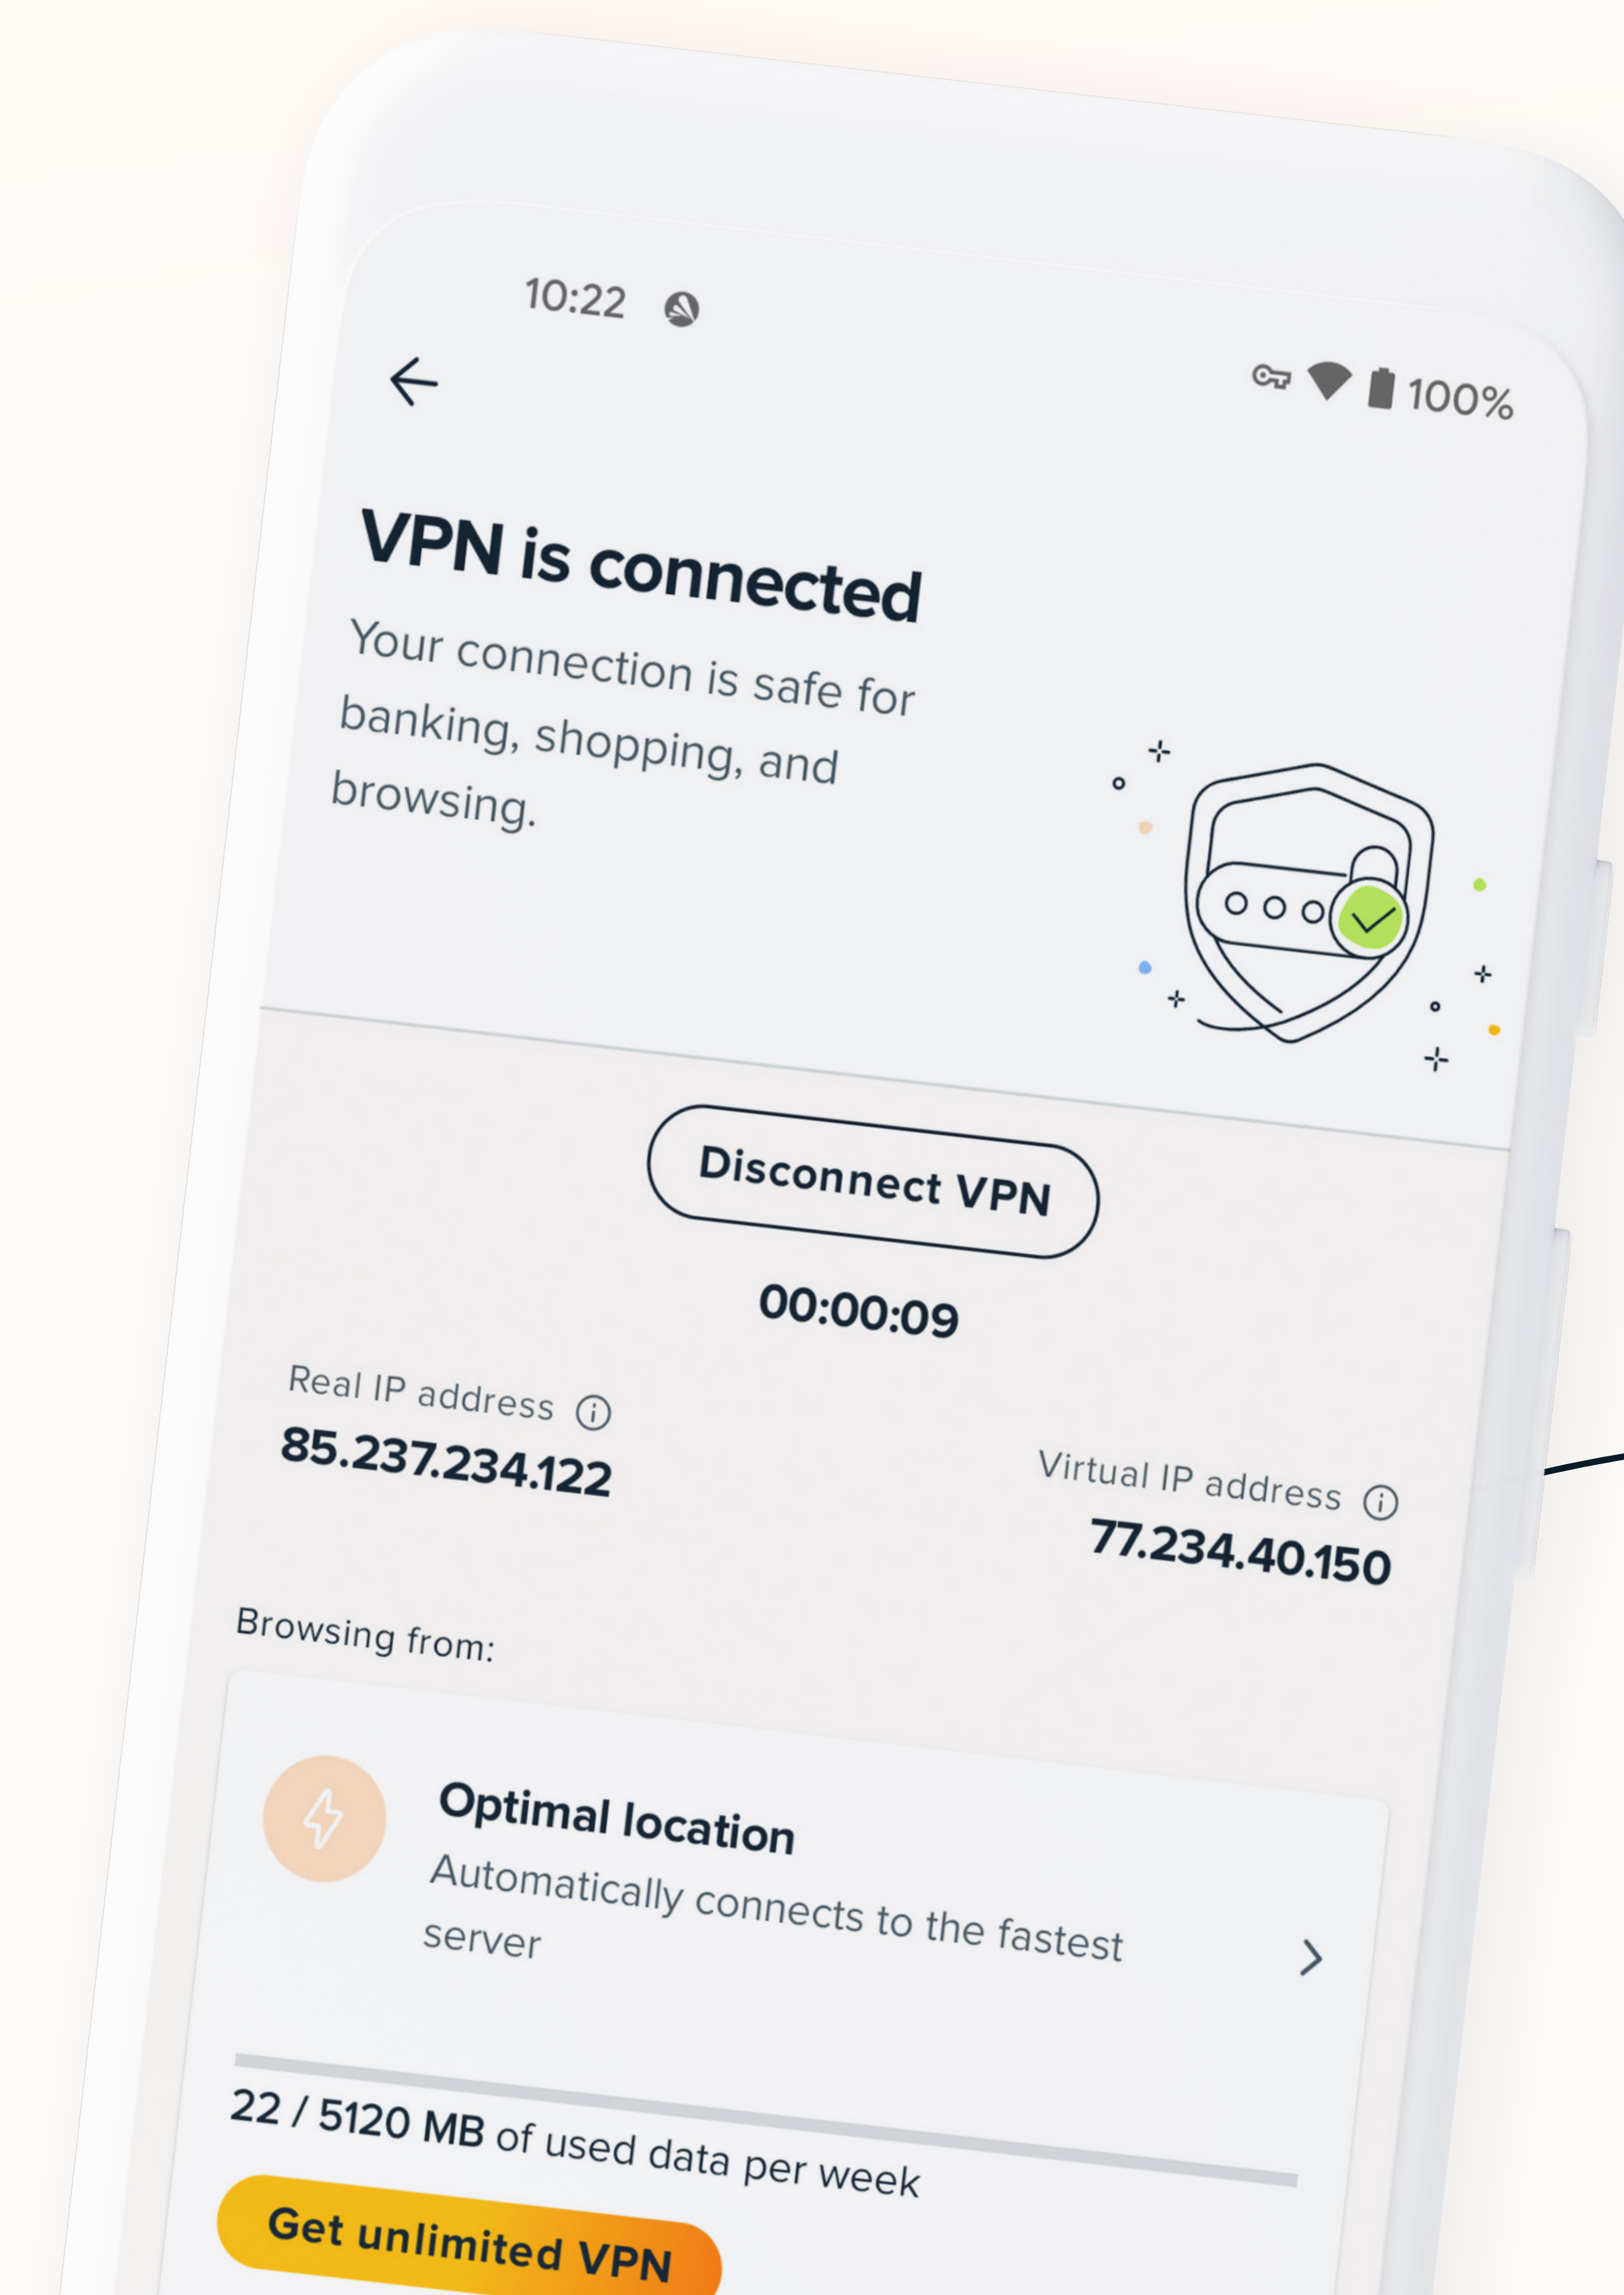 10:22
100%
VPN is connected
Your connection is safe for
banking, shopping, and
browsing.
Disconnect VPN
00:00:09
Real IP address
85.237.234.122
Virtual IP address
77.234.40.150
Browsing from:
Optimal location
Automatically connects to the fastest
server
22 / 5120 MB of used data per week
Get unlimited VPN